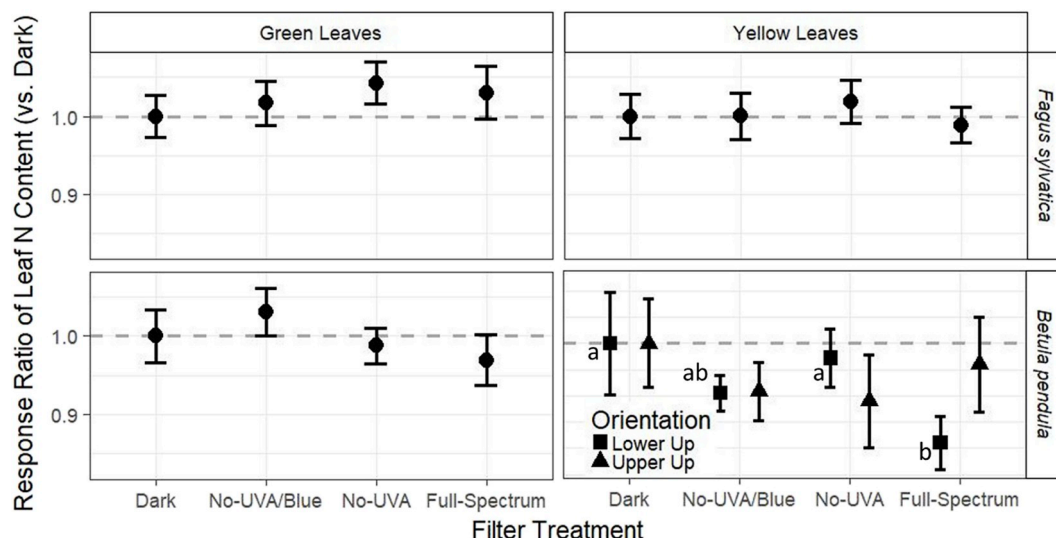 Response Ratio of Leaf N Content (vs. Dark)
Green Leaves
Yellow Leaves
1.0
0.9
Fagus sylvatica
1.0
0.9
Betula pendula
a
ab
a
b
Orientation
Lower Up
Upper Up
Dark No-UVA/Blue No-UVA Full-Spectrum
Dark No-UVA/Blue No-UVA Full-Spectrum
Filter Treatment